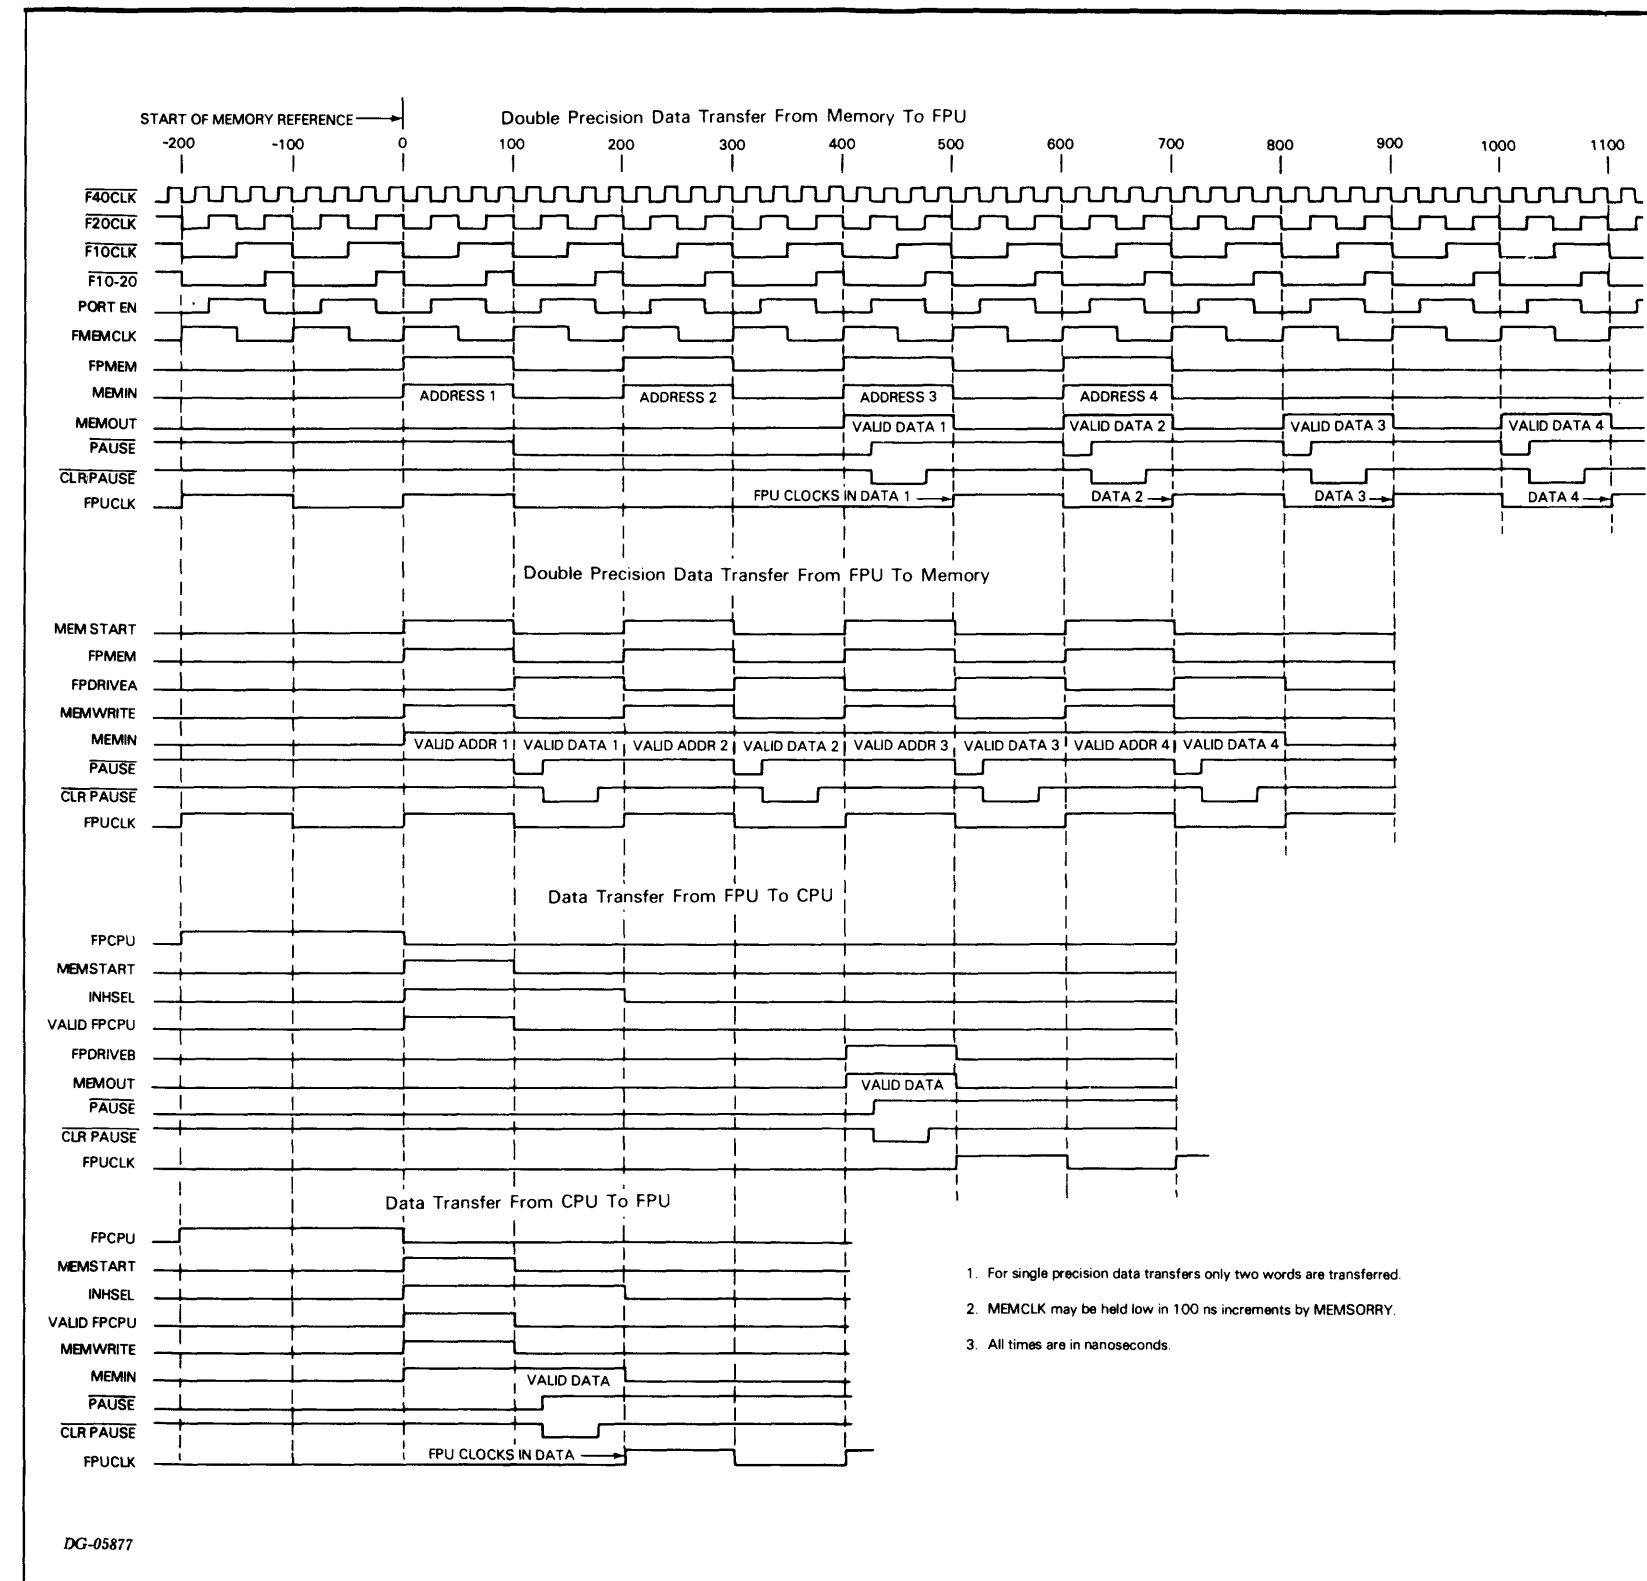 START OF MEMORY REFERENCE
Double Precision Data Transfer From Memory To FPU
-200 -100 0 100 200 300 400 500 600 700 800 900 1000 1100
F40CLK
F20CLK
F10CLK
F10-20
PORT EN
FMEMCLK
FPMEM
MEMIN ADDRESS 1 ADDRESS 2 ADDRESS 3 ADDRESS 4
MEMOUT VALID DATA 1 VALID DATA 2 VALID DATA 3 VALID DATA 4
PAUSE
CLRPAUSE
FPUCLK FPU CLOCKS IN DATA 1 DATA 2 DATA 3 DATA 4
Double Precision Data Transfer From FPU To Memory
MEM START
FPMEM
FPDRIVEA
MEMWRITE
MEMIN VALID ADDR 1 VALID DATA 1 VALID ADDR 2 VALID DATA 2 VALID ADDR 3 VALID DATA 3 VALID ADDR 4 VALID DATA 4
PAUSE
CLR PAUSE
FPUCLK
Data Transfer From FPU To CPU
FPCPU
MEMSTART
INHSEL
VALID FPCPU
FPDRIVEB
MEMOUT VALID DATA
PAUSE
CLR PAUSE
FPUCLK
Data Transfer From CPU To FPU
FPCPU
MEMSTART
INHSEL
VALID FPCPU
MEMWRITE
MEMIN VALID DATA
PAUSE
CLR PAUSE
FPUCLK FPU CLOCKS IN DATA
1. For single precision data transfers only two words are transferred.
2. MEMCLK may be held low in 100 ns increments by MEMSORRY.
3. All times are in nanoseconds.
DG-05877